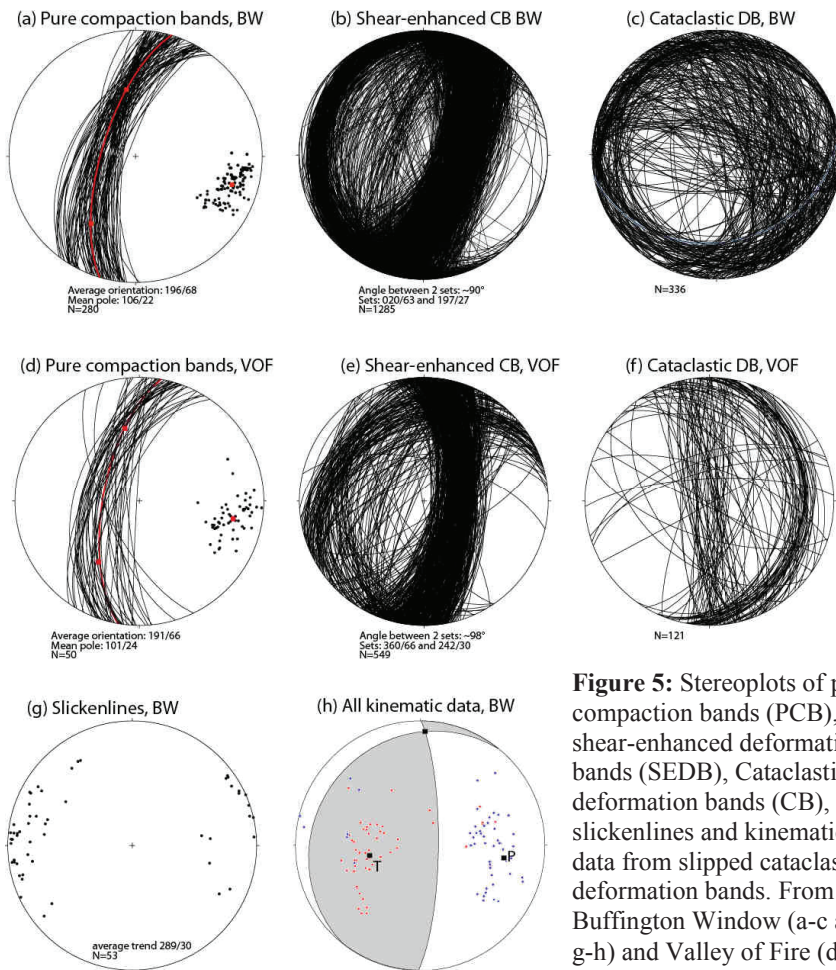 (a) Pure compaction bands, BW
(b) Shear-enhanced CB BW
(c) Cataclastic DB, BW
Average orientation: 196/68
Mean pole: 106/22
N=280
Angle between 2 sets: ~90°
Sets: 020/63 and 197/27
N=1285
N=336
(d) Pure compaction bands, VOF
(e) Shear-enhanced CB, VOF
(f) Cataclastic DB, VOF
Average orientation: 191/66
Mean pole: 101/24
N=50
Angle between 2 sets: ~98°
Sets: 360/66 and 242/30
N=549
N=121
(g) Slickenlines, BW
(h) All kinematic data, BW
average trend 289/30
N=53
T
P
Figure 5: Stereoplots of p
compaction bands (PCB),
shear-enhanced deformati
bands (SEDB), Cataclasti
deformation bands (CB),
slickenlines and kinematic
data from slipped cataclas
deformation bands. From
Buffington Window (a-c a
g-h) and Valley of Fire (d